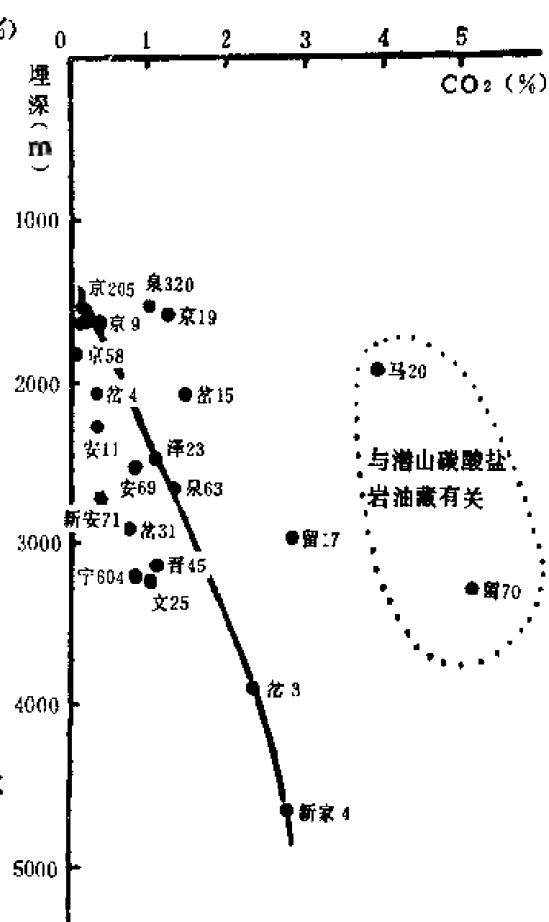 %)
0 1 2 3 4 5
CO₂(%)
埋深(m)
1000
京205
泉320
京9
京19
京58
2000
马20
岔4
岔15
安11
泽23
与潜山碳酸盐
安69
泉63
岩油藏有关
新安71
岔31
3000
留17
晋45
宁604
留70
文25
岔3
4000
新家4
5000